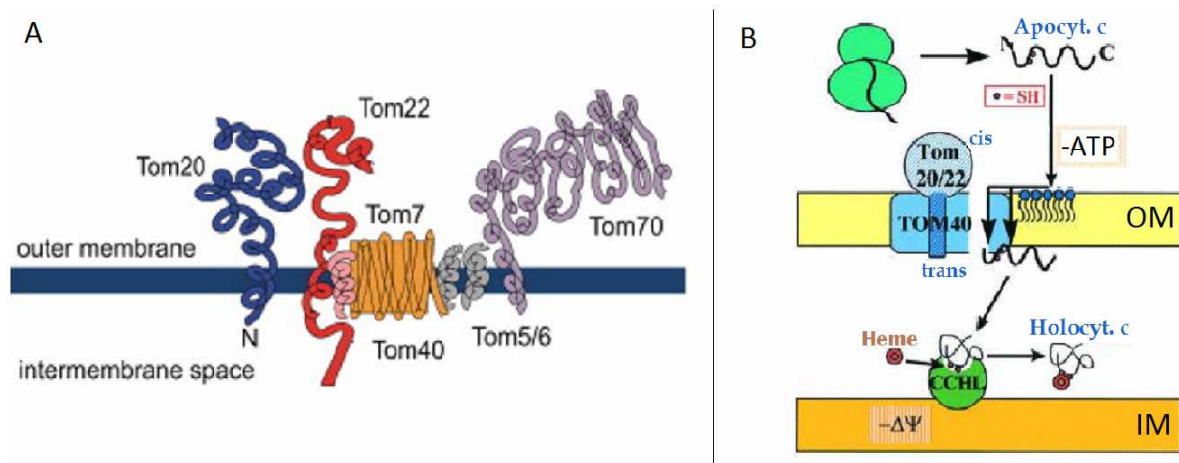 A
Tom22
Tom20
Tom7
Tom70
outer membrane
N
Tom5/6
Tom40
intermembrane space
B
Apocyt. c
N
C
= SH
-ATP
cis
Tom
20/22
TOM40
OM
trans
Heme
Holocyt. c
CCHL
-ΔΨ
IM